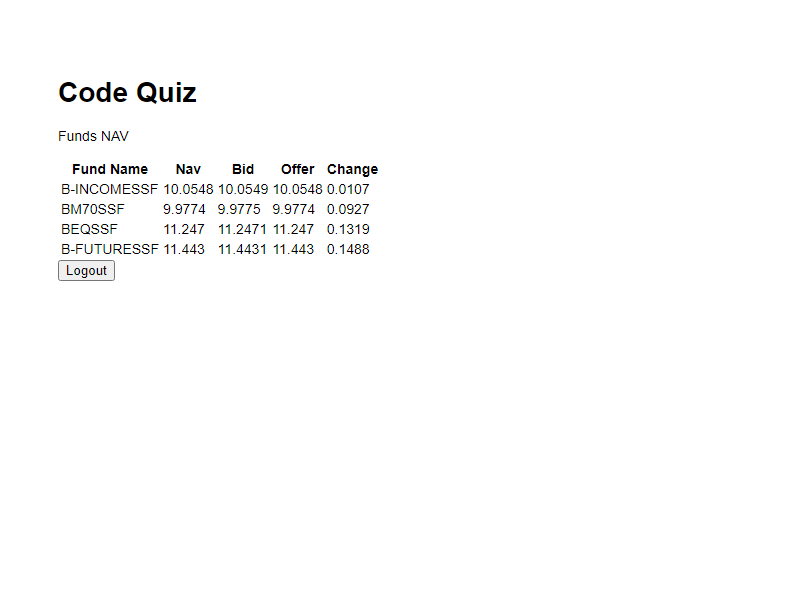 Code Quiz
Funds NAV
Fund Name Nav Bid Offer Change
B-INCOMESSF 10.0548 10.0549 10.0548 0.0107
BM70SSF 9.9774 9.9775 9.9774 0.0927
BEQSSF 11.247 11.2471 11.247 0.1319
B-FUTURESSF 11.443 11.4431 11.443 0.1488
Logout